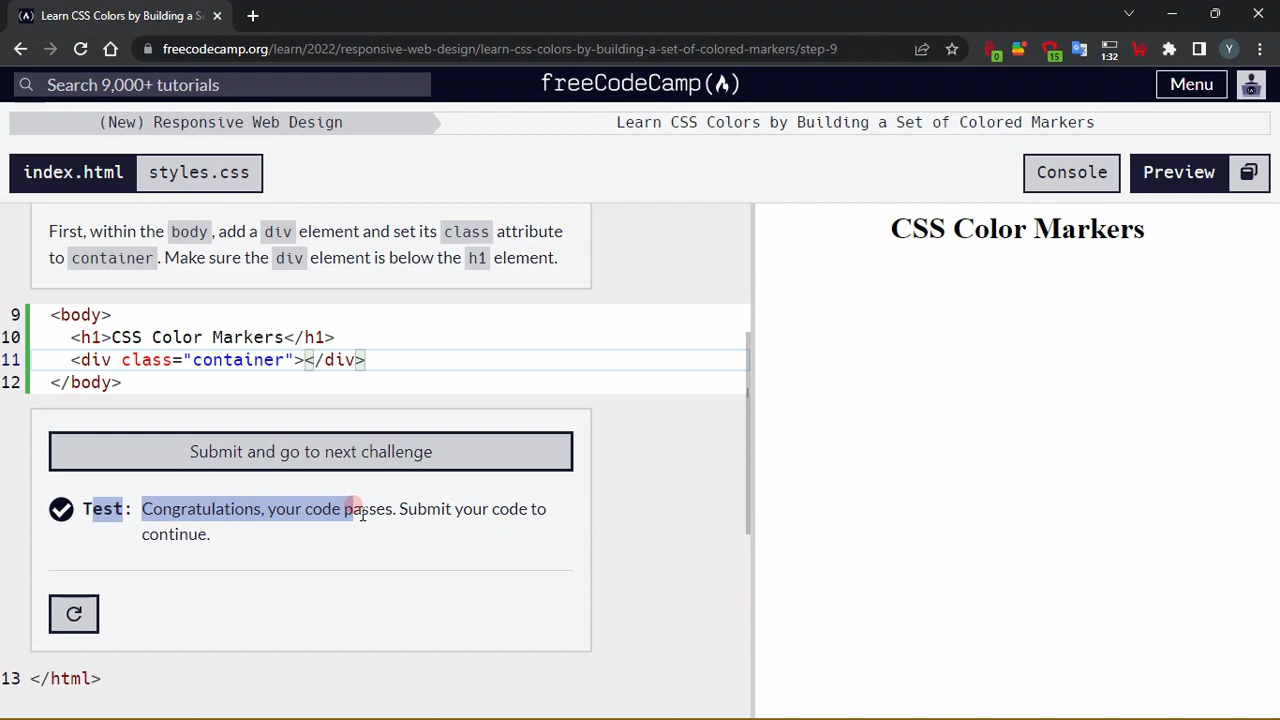 Learn CSS Colors by Building a Se
freecodecamp.org/learn/2022/responsive-web-design/learn-css-colors-by-building-a-set-of-colored-markers/step-9
0
15
1:32
Y
Search 9,000+ tutorials
freeCodeCamp
Menu
(New) Responsive Web Design
Learn CSS Colors by Building a Set of Colored Markers
index.html
styles.css
Console
Preview
First, within the body, add a div element and set its class attribute
to container. Make sure the div element is below the h1 element.
9 <body>
10 <h1>CSS Color Markers</h1>
11 <div class="container"></div>
12 </body>
Submit and go to next challenge
Test: Congratulations, your code passes. Submit your code to
continue.
13 </html>
CSS Color Markers